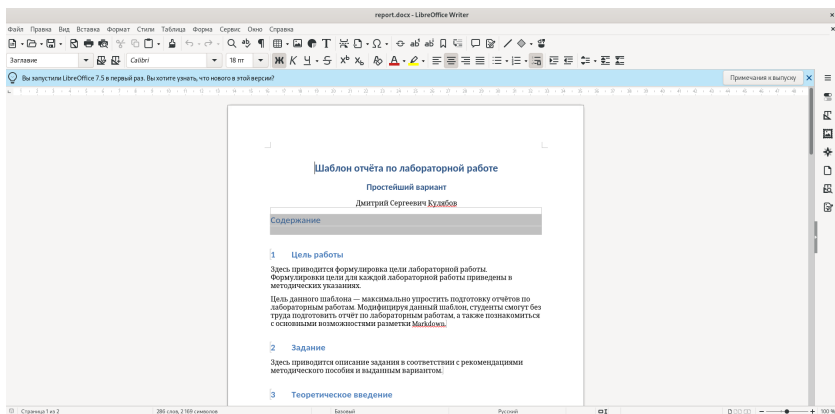 report.docx - LibreOffice Writer
Файл Правка Вид Вставка Формат Стили Таблица Форма Сервис Окно Справка
Заглавие Calibri 18 пт
Вы запустили LibreOffice 7.5 в первый раз. Вы хотите узнать, что нового в этой версии? Примечания к выпуску
Шаблон отчёта по лабораторной работе
Простейший вариант
Дмитрий Сергеевич Кулябов
Содержание
1 Цель работы
Здесь приводится формулировка цели лабораторной работы.
Формулировки цели для каждой лабораторной работы приведены в
методических указаниях.
Цель данного шаблона — максимально упростить подготовку отчётов по
лабораторным работам. Модифицируя данный шаблон, студенты смогут без
труда подготовить отчёт по лабораторным работам, а также познакомиться
с основными возможностями разметки Markdown.
2 Задание
Здесь приводится описание задания в соответствии с рекомендациями
методического пособия и выданным вариантом.
3 Теоретическое введение
Страница 1 из 2 286 слов, 2 169 символов Базовый Русский 100 %